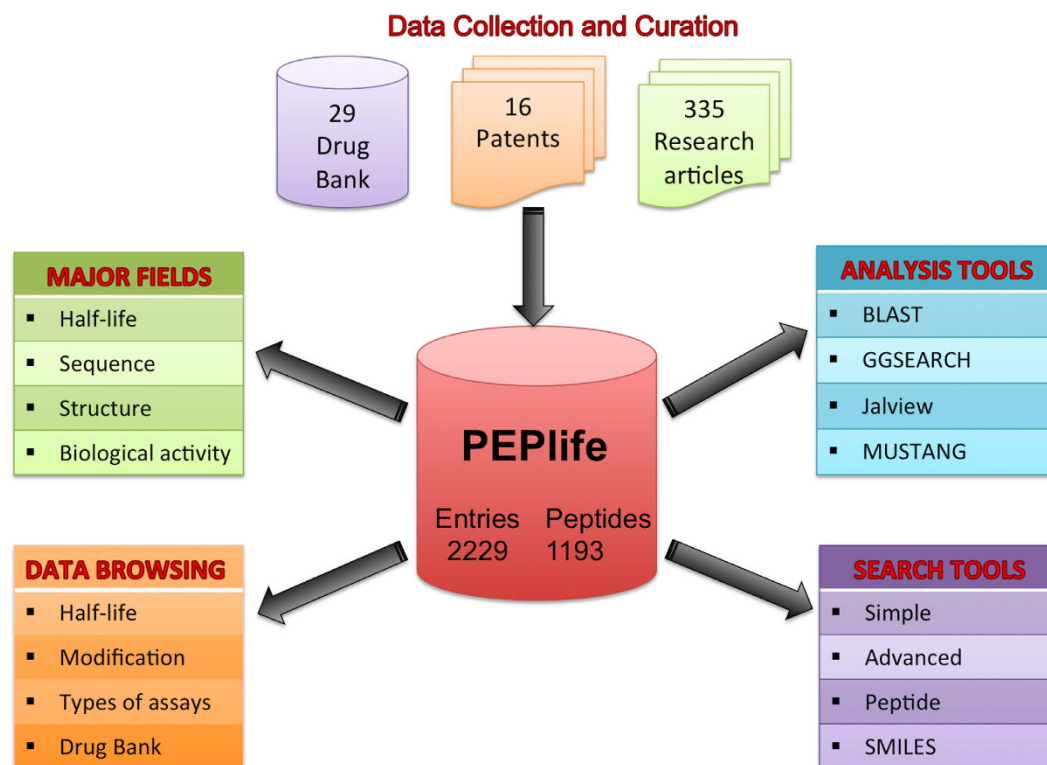 Data Collection and Curation
29
Drug
Bank
16
Patents
335
Research
articles
MAJOR FIELDS
▪ Half-life
▪ Sequence
▪ Structure
▪ Biological activity
ANALYSIS TOOLS
▪ BLAST
▪ GGSEARCH
▪ Jalview
▪ MUSTANG
PEPlife
Entries Peptides
2229 1193
DATA BROWSING
▪ Half-life
▪ Modification
▪ Types of assays
▪ Drug Bank
SEARCH TOOLS
▪ Simple
▪ Advanced
▪ Peptide
▪ SMILES